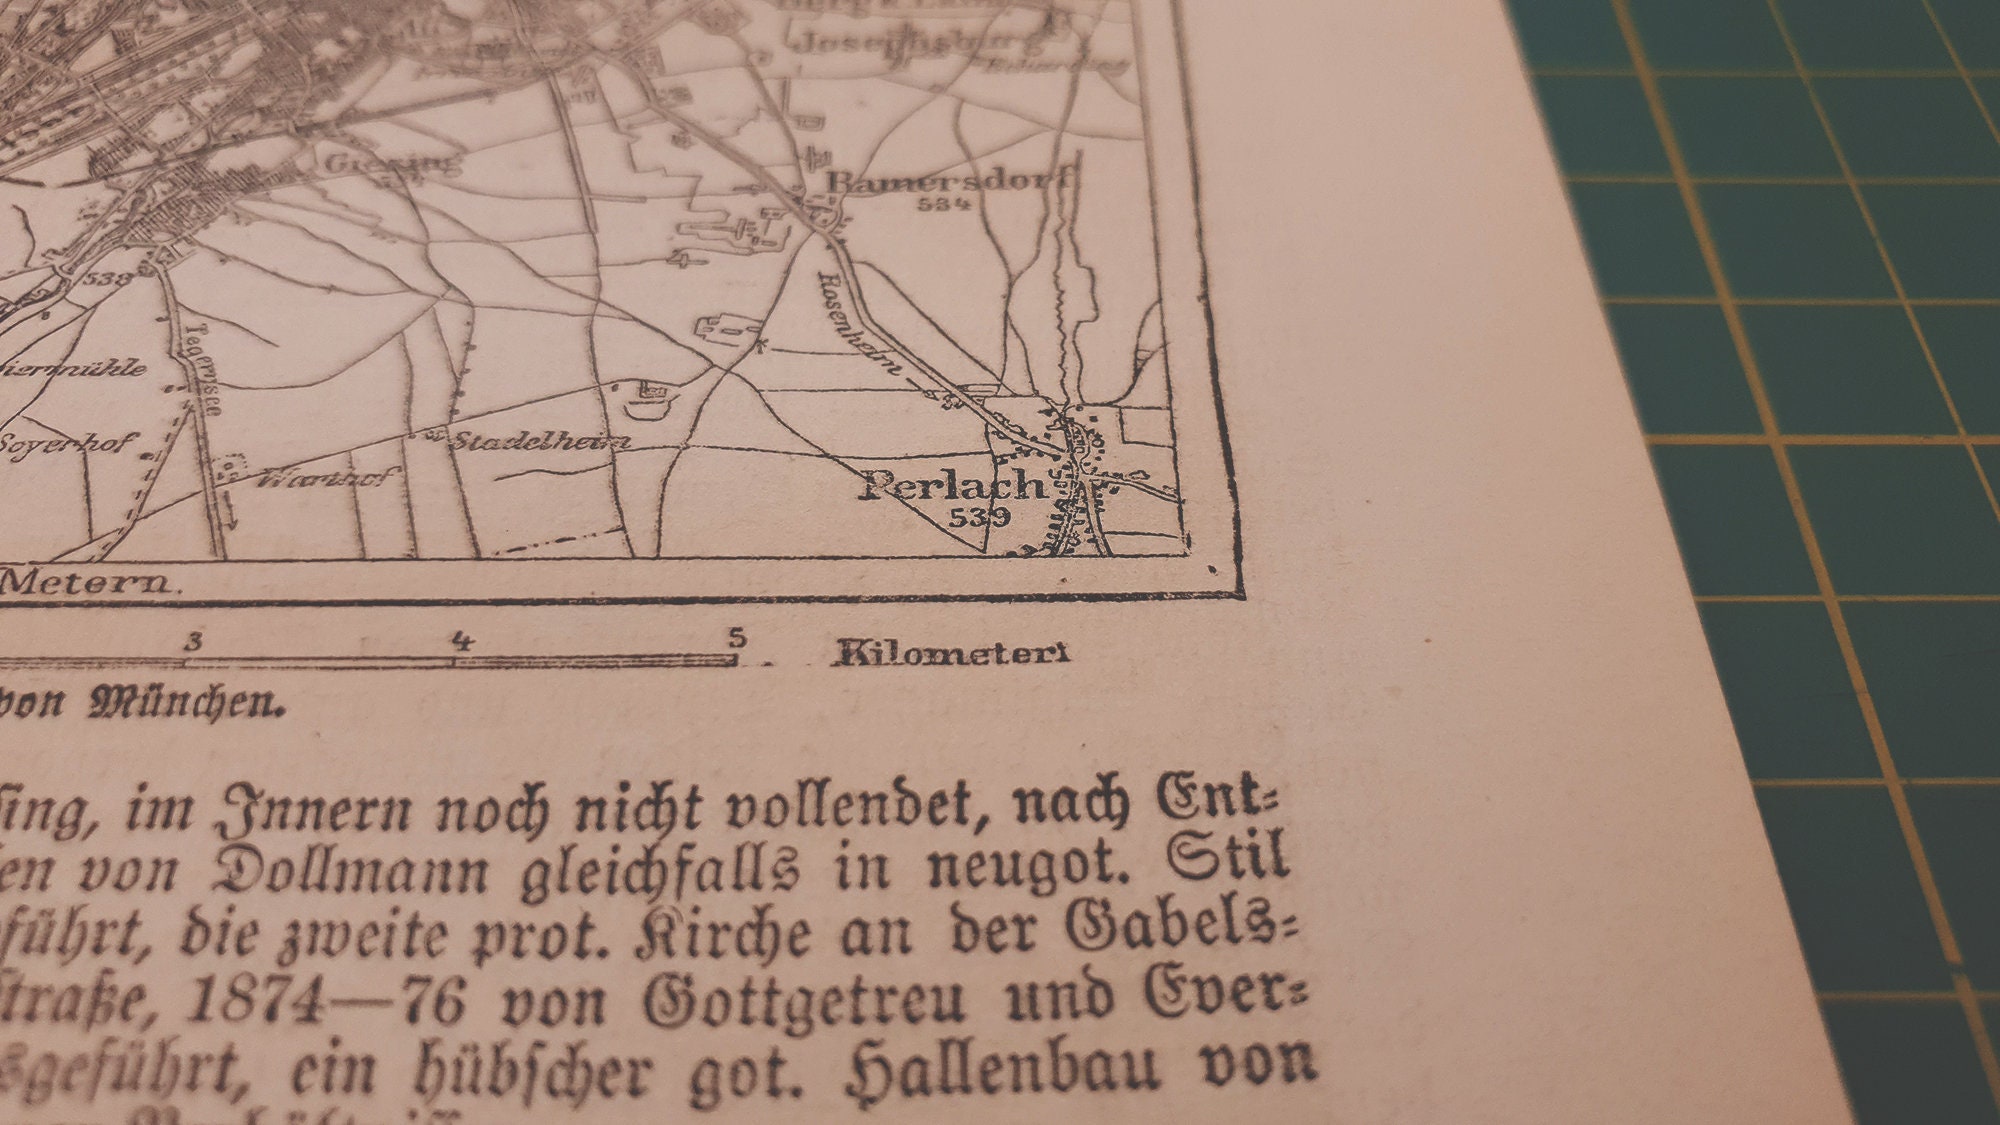 Josephsburg
Giesing
Ramersdorf
534
538
Rosenheim
Tegernsee
iermühle
Soyerhof
Stadelheim
Warthof
Perlach
539
Metern.
3 4 5 Kilometer
von München.
ſing, im Innern noch nicht vollendet, nach Ent⸗
en von Dollmann gleichfalls in neugot. Stil
führt, die zweite prot. Kirche an der Gabels⸗
ſtraße, 1874—76 von Gottgetreu und Ever⸗
sgeführt, ein hübſcher got. Hallenbau von